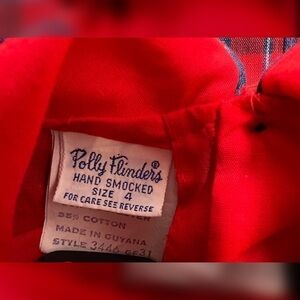 Polly Flinders®
HAND SMOCKED
SIZE 4
FOR CARE SEE REVERSE
COTTON
MADE IN GUYANA
STYLE 3446